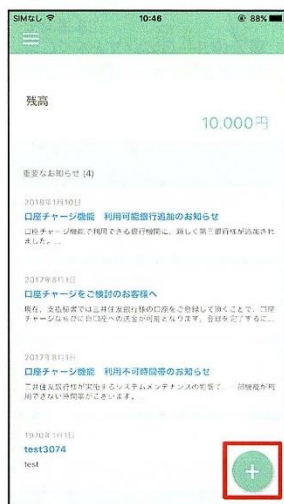 SIMなし 10:46 88%
残高
10,000円
重要なお知らせ (4)
2018年1月10日
口座チャージ機能 利用可能銀行追加のお知らせ
口座チャージ機能で利用できる銀行機関に、新しく第三銀行様が追加され
ました。...
2017年8月1日
口座チャージをご検討のお客様へ
現在、支払秘書では三井住友銀行様の口座をご登録して頂くことで、口座
チャージならびに自口座への送金が可能となります。登録を完了するに...
2017年8月1日
口座チャージ機能 利用不可時間帯のお知らせ
三井住友銀行様が実施するシステムメンテナンスの影響で、一部機能が利
用できない時間帯がございます。...
1970年1月1日
test3074
test
+